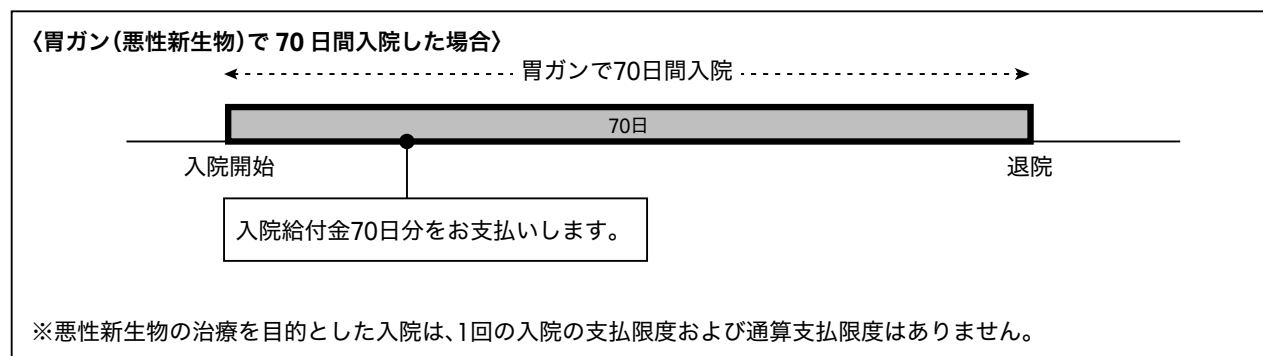 〈胃ガン(悪性新生物)で 70 日間入院した場合〉
胃ガンで70日間入院
70日
入院開始
退院
入院給付金70日分をお支払いします。
※悪性新生物の治療を目的とした入院は、1回の入院の支払限度および通算支払限度はありません。